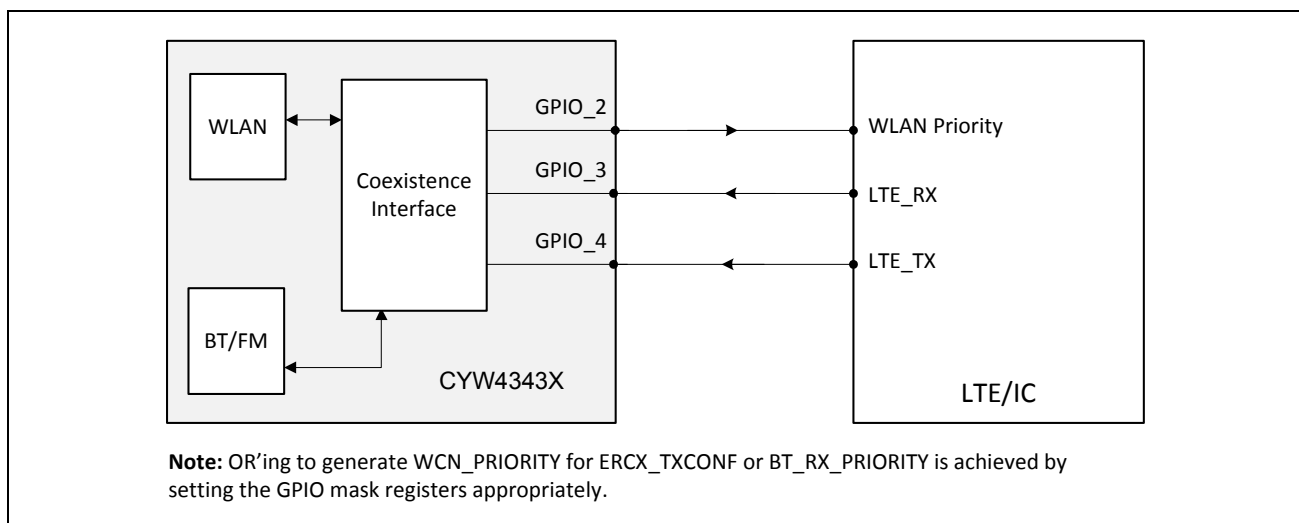 WLAN
Coexistence
Interface
BT/FM
CYW4343X
GPIO_2
GPIO_3
GPIO_4
WLAN Priority
LTE_RX
LTE_TX
LTE/IC
Note: OR'ing to generate WCN_PRIORITY for ERCX_TXCONF or BT_RX_PRIORITY is achieved by
setting the GPIO mask registers appropriately.